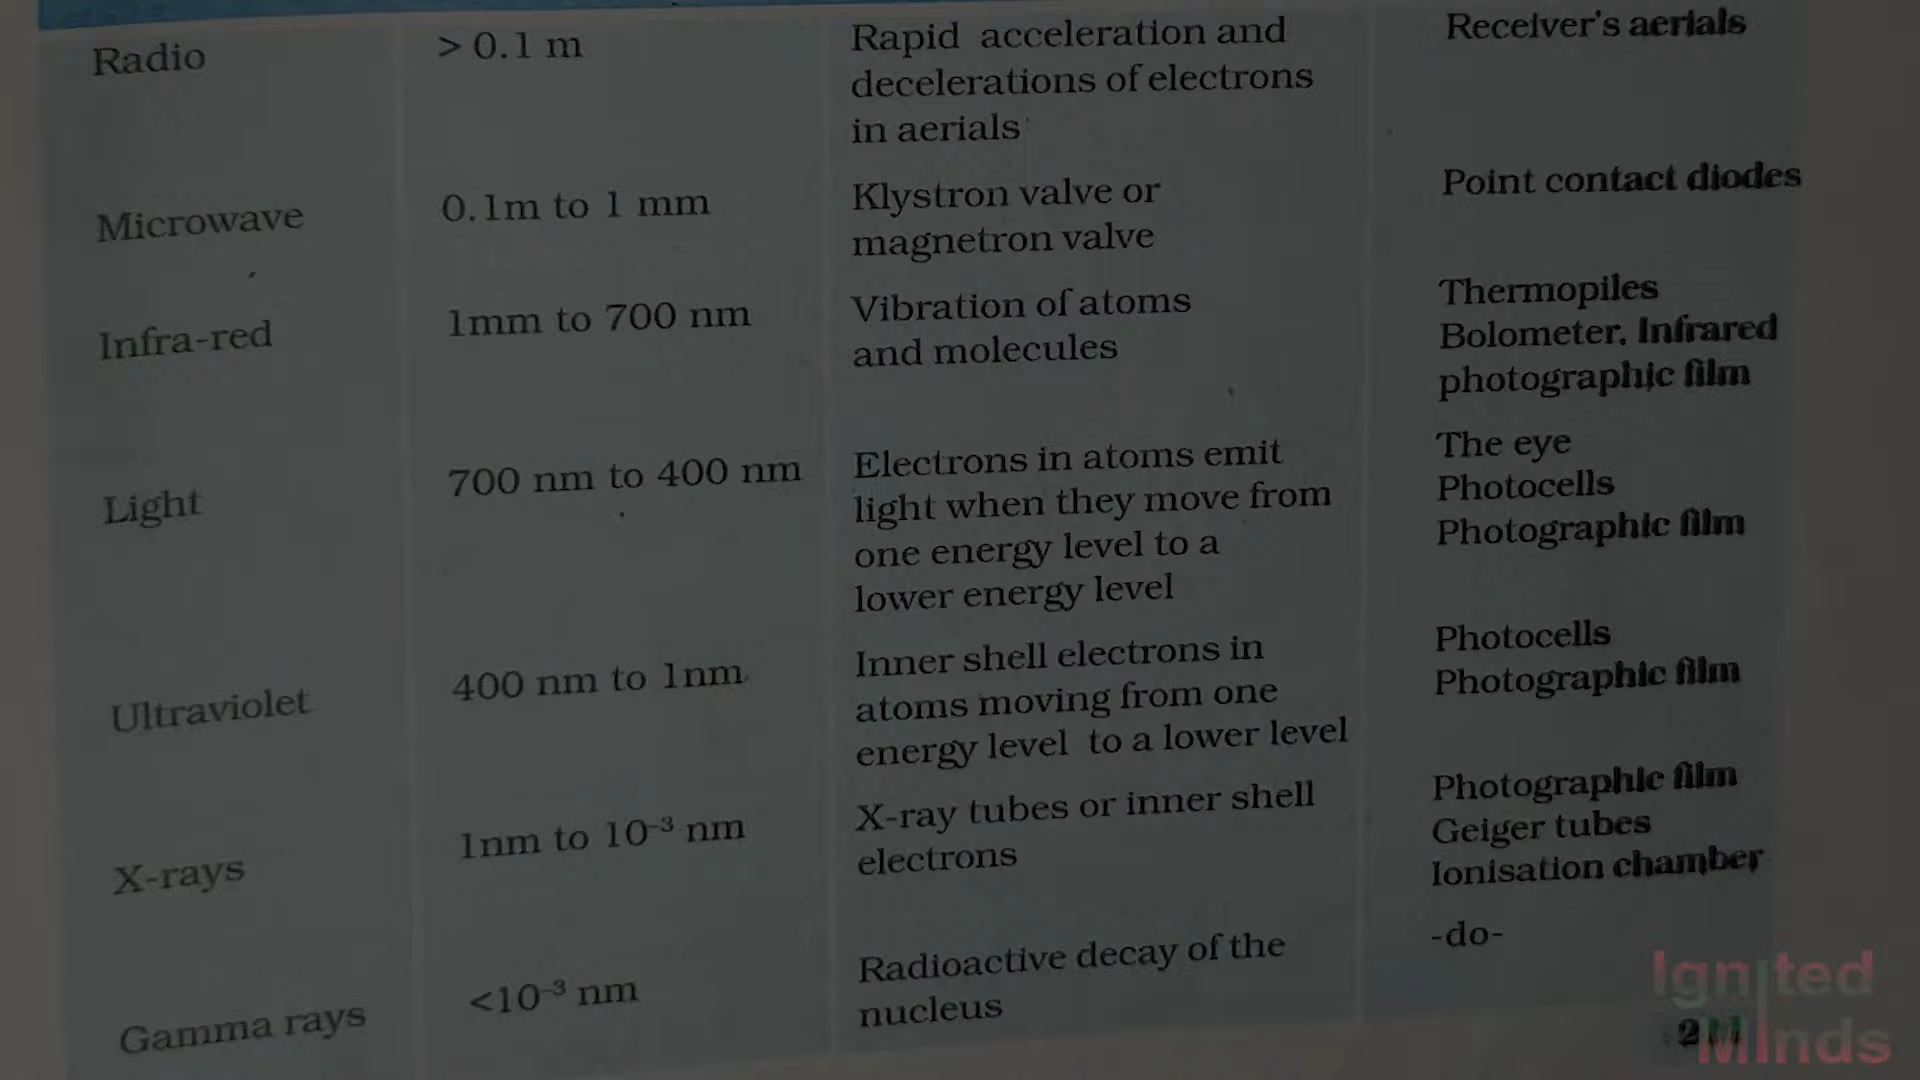 Radio
> 0.1 m
Rapid acceleration and
decelerations of electrons
in aerials
Receiver's aerials
Microwave
0.1m to 1 mm
Klystron valve or
magnetron valve
Point contact diodes
Infra-red
1mm to 700 nm
Vibration of atoms
and molecules
Thermopiles
Bolometer, Infrared
photographic film
Light
700 nm to 400 nm
Electrons in atoms emit
light when they move from
one energy level to a
lower energy level
The eye
Photocells
Photographic film
Ultraviolet
400 nm to 1nm
Inner shell electrons in
atoms moving from one
energy level to a lower level
Photocells
Photographic film
X-rays
1nm to 10⁻³ nm
X-ray tubes or inner shell
electrons
Photographic film
Geiger tubes
Ionisation chamber
Gamma rays
<10⁻³ nm
Radioactive decay of the
nucleus
-do-
Ignited
Minds